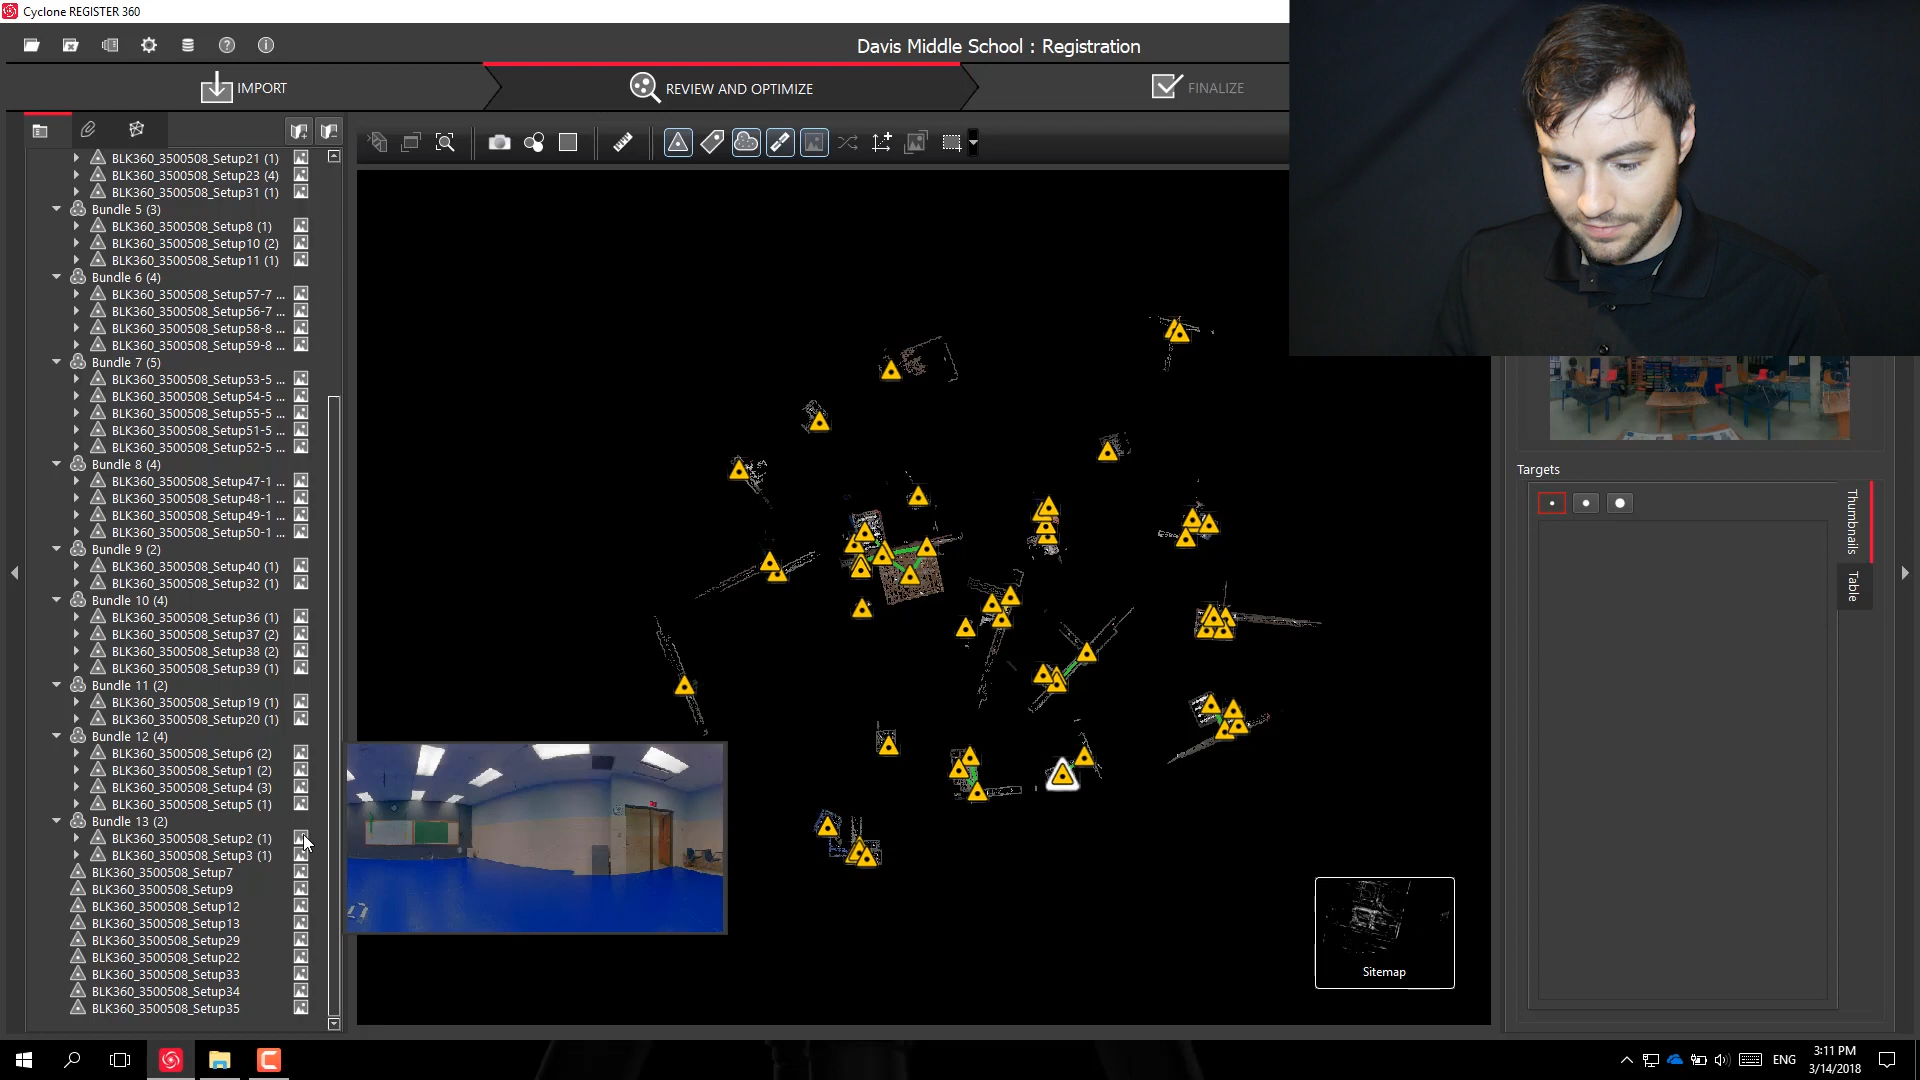 Cyclone REGISTER 360
Davis Middle School : Registration
IMPORT
REVIEW AND OPTIMIZE
FINALIZE
BLK360_3500508_Setup21 (1)
BLK360_3500508_Setup23 (4)
BLK360_3500508_Setup31 (1)
Bundle 5 (3)
BLK360_3500508_Setup8 (1)
BLK360_3500508_Setup10 (2)
BLK360_3500508_Setup11 (1)
Bundle 6 (4)
BLK360_3500508_Setup57-7 ...
BLK360_3500508_Setup56-7 ...
BLK360_3500508_Setup58-8 ...
BLK360_3500508_Setup59-8 ...
Bundle 7 (5)
BLK360_3500508_Setup53-5 ...
BLK360_3500508_Setup54-5 ...
BLK360_3500508_Setup55-5 ...
BLK360_3500508_Setup51-5 ...
BLK360_3500508_Setup52-5 ...
Bundle 8 (4)
BLK360_3500508_Setup47-1 ...
BLK360_3500508_Setup48-1 ...
BLK360_3500508_Setup49-1 ...
BLK360_3500508_Setup50-1 ...
Bundle 9 (2)
BLK360_3500508_Setup40 (1)
BLK360_3500508_Setup32 (1)
Bundle 10 (4)
BLK360_3500508_Setup36 (1)
BLK360_3500508_Setup37 (2)
BLK360_3500508_Setup38 (2)
BLK360_3500508_Setup39 (1)
Bundle 11 (2)
BLK360_3500508_Setup19 (1)
BLK360_3500508_Setup20 (1)
Bundle 12 (4)
BLK360_3500508_Setup6 (2)
BLK360_3500508_Setup1 (2)
BLK360_3500508_Setup4 (3)
BLK360_3500508_Setup5 (1)
Bundle 13 (2)
BLK360_3500508_Setup2 (1)
BLK360_3500508_Setup3 (1)
BLK360_3500508_Setup7
BLK360_3500508_Setup9
BLK360_3500508_Setup12
BLK360_3500508_Setup13
BLK360_3500508_Setup29
BLK360_3500508_Setup22
BLK360_3500508_Setup33
BLK360_3500508_Setup34
BLK360_3500508_Setup35
Sitemap
Targets
Thumbnails
Table
ENG
3:11 PM
3/14/2018